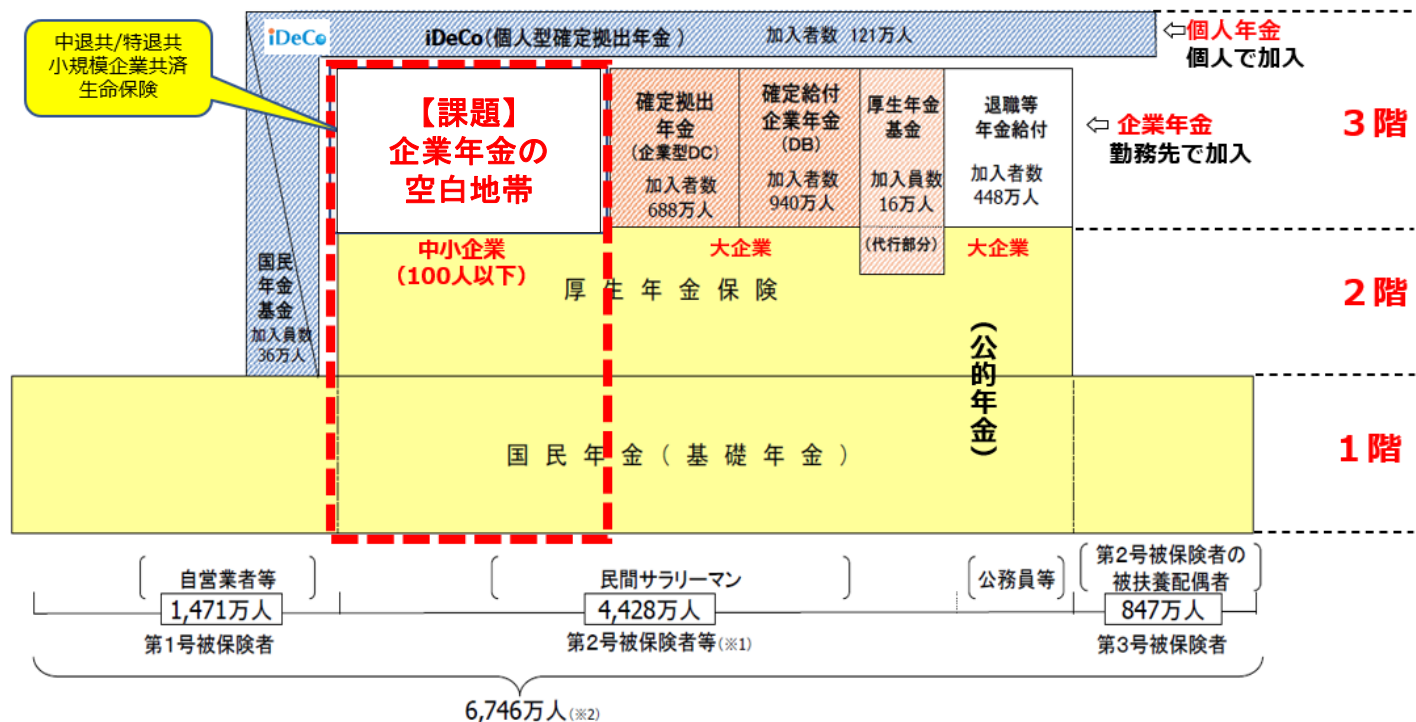 中退共/特退共
小規模企業共済
生命保険
iDeCo
iDeCo(個人型確定拠出年金 )
加入者数 121万人
⇦個人年金
個人で加入
【課題】
企業年金の
空白地帯
確定拠出
年金
(企業型DC)
加入者数
688万人
確定給付
企業年金
(DB)
加入者数
940万人
厚生年金
基金
加入員数
16万人
(代行部分)
退職等
年金給付
加入者数
448万人
⇦ 企業年金
勤務先で加入
3階
中小企業
(100人以下)
大企業
大企業
国民
年金
基金
加入員数
36万人
厚生年金保険
2階
(公的年金)
国民年金(基礎年金)
1階
自営業者等
1,471万人
第1号被保険者
民間サラリーマン
4,428万人
第2号被保険者等(※1)
公務員等
第2号被保険者の
被扶養配偶者
847万人
第3号被保険者
6,746万人(※2)